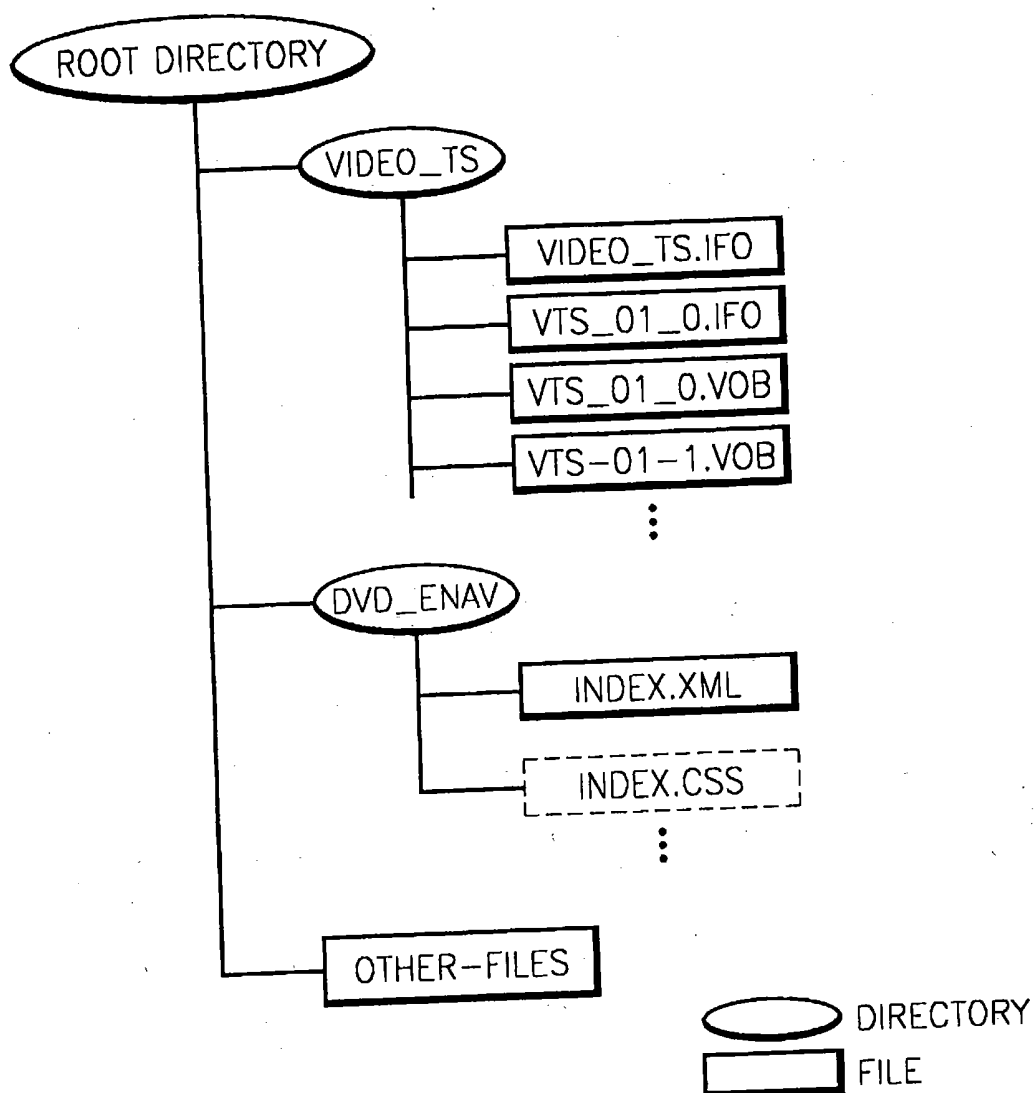 ROOT DIRECTORY
VIDEO_TS
VIDEO_TS.IFO
VTS_01_0.IFO
VTS_01_0.VOB
VTS-01-1.VOB
DVD_ENAV
INDEX.XML
INDEX.CSS
OTHER-FILES
DIRECTORY
FILE